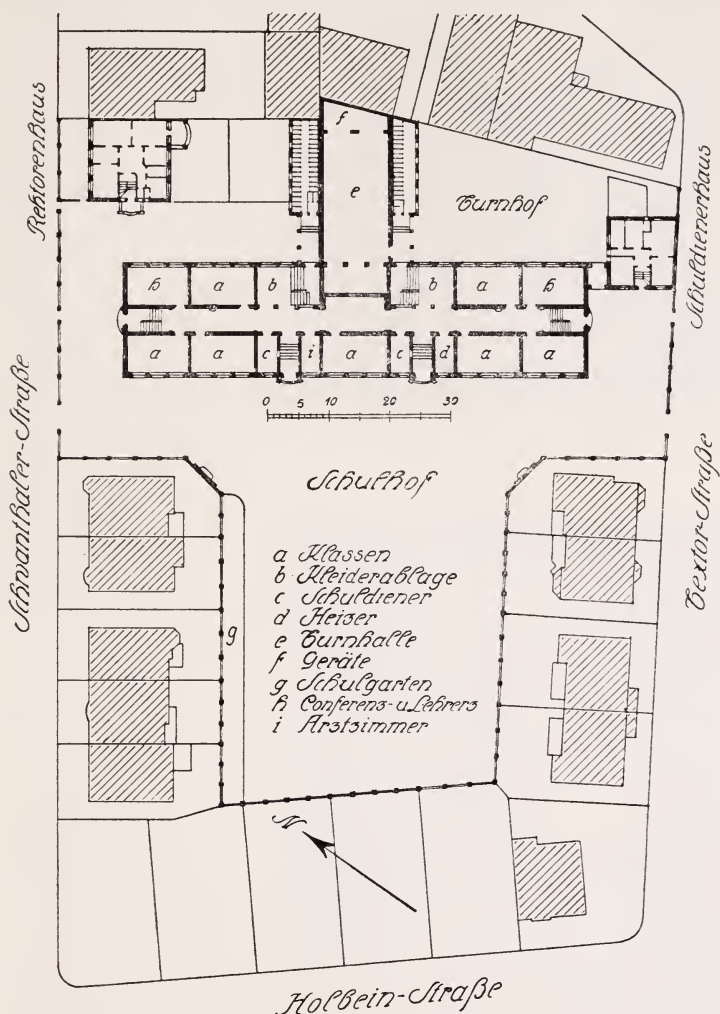 Rektorenhaus
f
e
Turnhof
Schuldienerhaus
h a b b a h
a a c i a c d a a
0 5 10 20 30
Schwanthaler-Straße
Textor-Straße
Schulhof
a Klassen
b Kleiderablage
c Schuldiener
d Heizer
e Turnhalle
f Geräte
g Schulgarten
h Conferenz-u Lehrerz
i Arztzimmer
g
N
Holbein-Straße